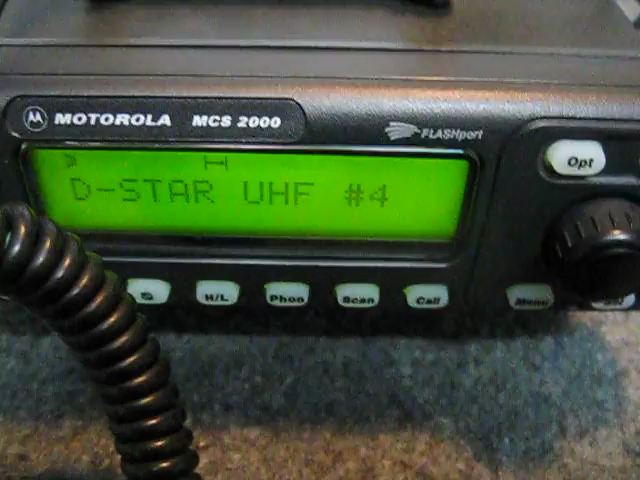 MOTOROLA MCS 2000
FLASHport
Opt
D-STAR UHF #4
H/L
Phon
Scan
Call
Menu